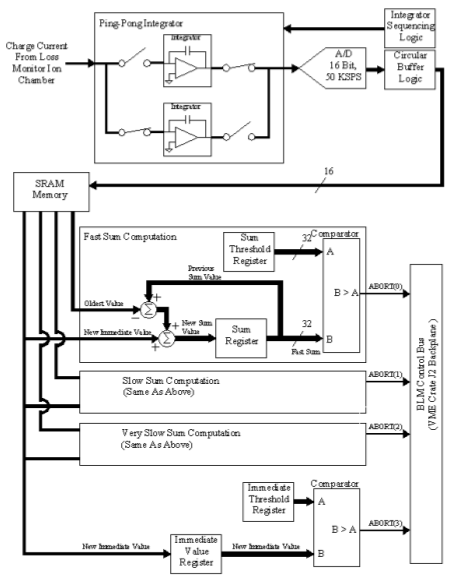 Ping-Pong Integrator
Integrator
Sequencing
Logic
Charge Current
From Loss
Monitor Ion
Chamber
Integrator
A/D
16 Bit,
50 KSPS
Circular
Buffer
Logic
Integrator
16
SRAM
Memory
Fast Sum Computation
Sum
Threshold
Register
32
Comparator
A
Previous
Sum Value
B > A
ABORT(0)
Oldest Value
+
−
Σ
+
New Immediate Value
+
Σ
New Sum
Value
Sum
Register
32
Fast Sum
B
Slow Sum Computation
(Same As Above)
ABORT(1)
Very Slow Sum Computation
(Same As Above)
ABORT(2)
BLM Control Bus
(VME Crate J2 Backplane)
Immediate
Threshold
Register
Comparator
A
B > A
ABORT(3)
New Immediate Value
Immediate
Value
Register
New Immediate Value
B